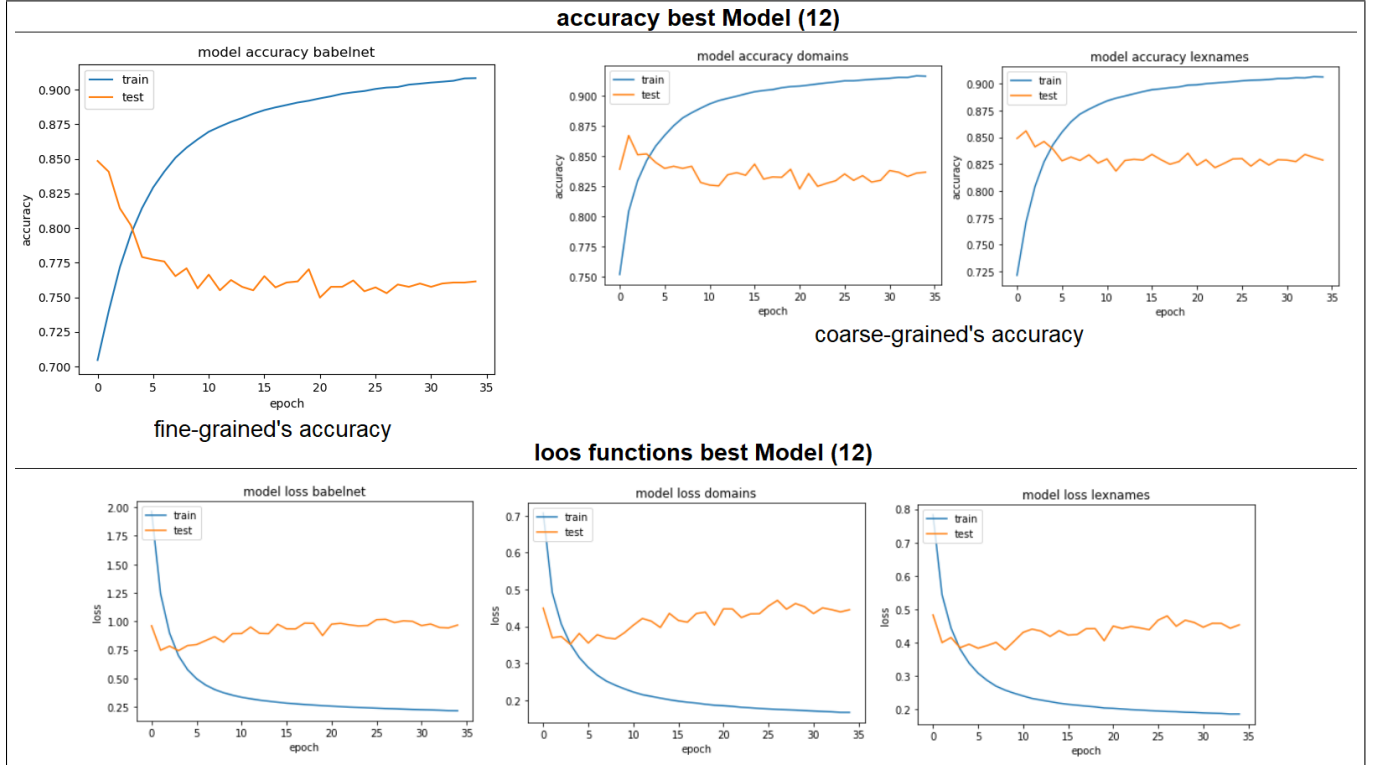 accuracy best Model (12)
model accuracy babelnet
train
test
0.900
0.875
0.850
0.825
0.800
0.775
0.750
0.725
0.700
accuracy
0 5 10 15 20 25 30 35
epoch
fine-grained's accuracy
model accuracy domains
train
test
0.900
0.875
0.850
0.825
0.800
0.775
0.750
accuracy
0 5 10 15 20 25 30 35
epoch
model accuracy lexnames
train
test
0.900
0.875
0.850
0.825
0.800
0.775
0.750
0.725
accuracy
0 5 10 15 20 25 30 35
epoch
coarse-grained's accuracy
loos functions best Model (12)
model loss babelnet
train
test
2.00
1.75
1.50
1.25
1.00
0.75
0.50
0.25
loss
0 5 10 15 20 25 30 35
epoch
model loss domains
train
test
0.7
0.6
0.5
0.4
0.3
0.2
loss
0 5 10 15 20 25 30 35
epoch
model loss lexnames
train
test
0.8
0.7
0.6
0.5
0.4
0.3
0.2
loss
0 5 10 15 20 25 30 35
epoch